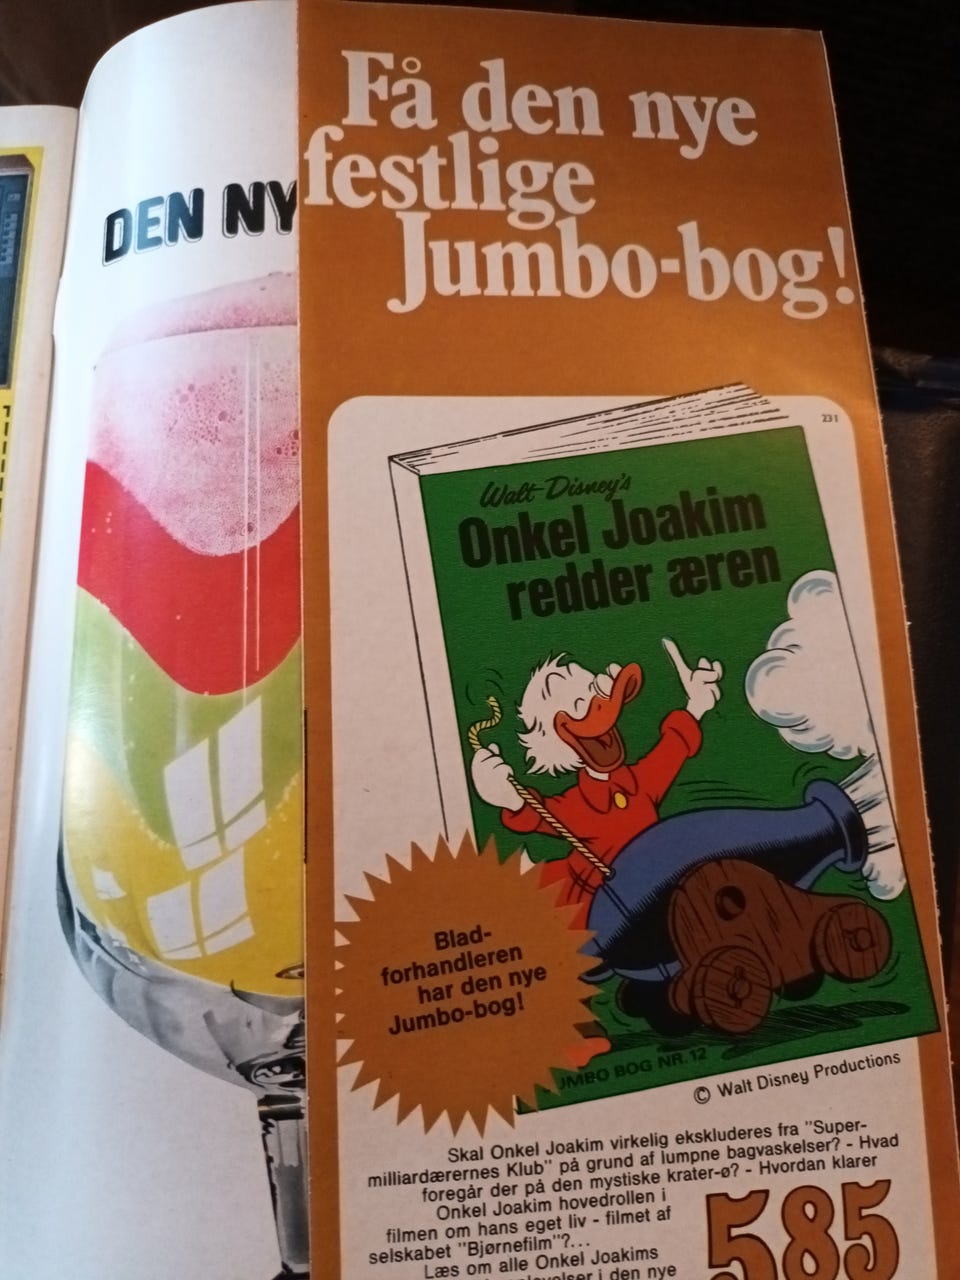 DEN NY
Få den nye
festlige
Jumbo-bog!
231
Walt Disney's
Onkel Joakim
redder æren
Blad-
forhandleren
har den nye
Jumbo-bog!
JMBO BOG NR. 12
© Walt Disney Productions
Skal Onkel Joakim virkelig ekskluderes fra "Super-
milliardærernes Klub" på grund af lumpne bagvaskelser? - Hvad
foregår der på den mystiske krater-ø? - Hvordan klarer
Onkel Joakim hovedrollen i
filmen om hans eget liv - filmet af
selskabet "Bjørnefilm"?...
Læs om alle Onkel Joakims
i den nye
585